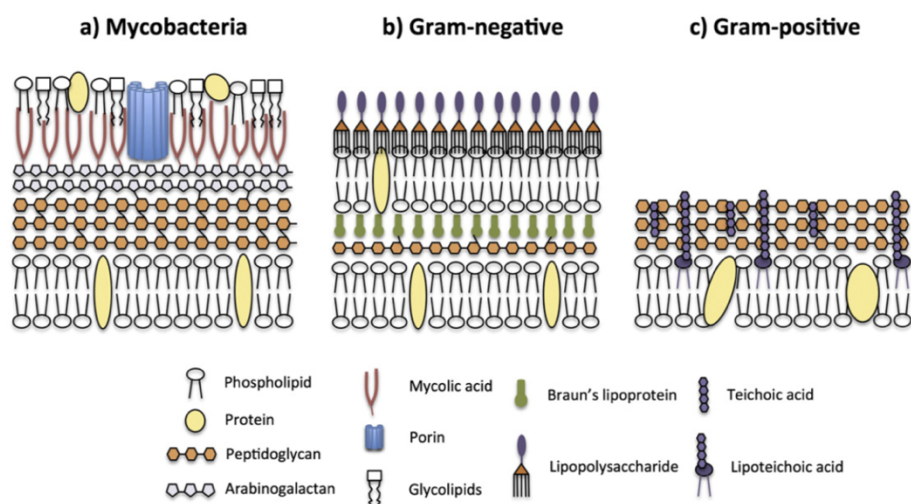 a) Mycobacteria
b) Gram-negative
c) Gram-positive
Phospholipid
Mycolic acid
Braun's lipoprotein
Teichoic acid
Protein
Porin
Peptidoglycan
Lipopolysaccharide
Lipoteichoic acid
Arabinogalactan
Glycolipids